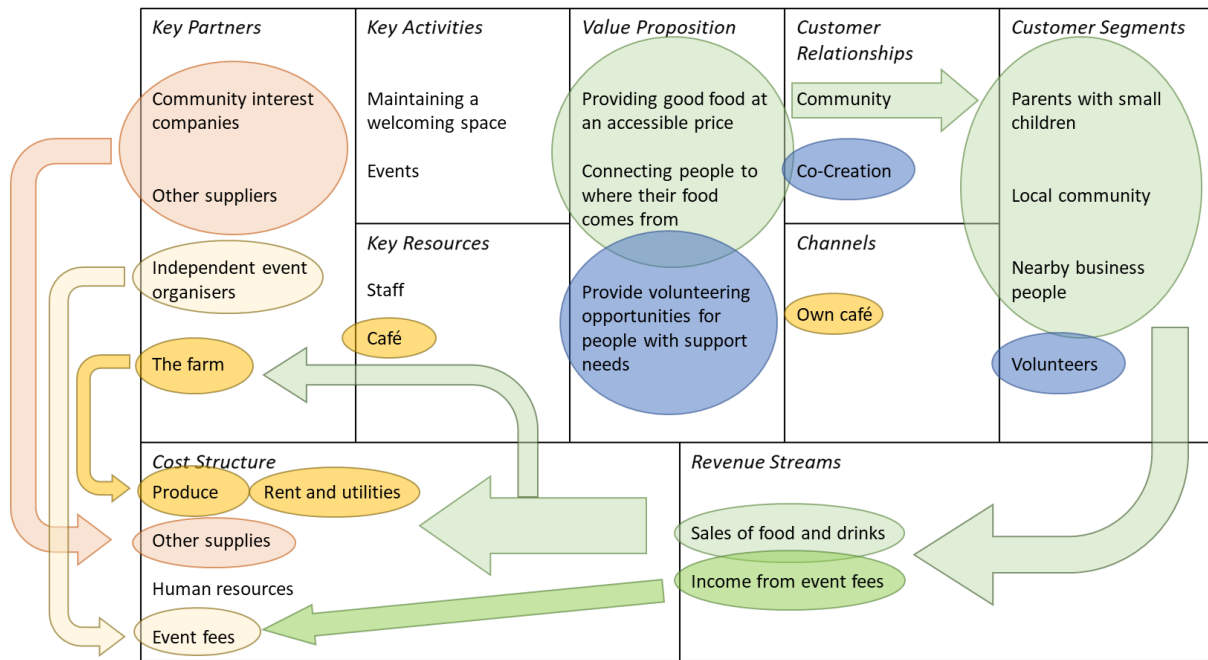 Key Partners
Community interest
companies
Other suppliers
Independent event
organisers
The farm
Key Activities
Maintaining a
welcoming space
Events
Key Resources
Staff
Café
Value Proposition
Providing good food at
an accessible price
Connecting people to
where their food
comes from
Provide volunteering
opportunities for
people with support
needs
Customer
Relationships
Community
Co-Creation
Channels
Own café
Customer Segments
Parents with small
children
Local community
Nearby business
people
Volunteers
Cost Structure
Produce
Rent and utilities
Other supplies
Human resources
Event fees
Revenue Streams
Sales of food and drinks
Income from event fees